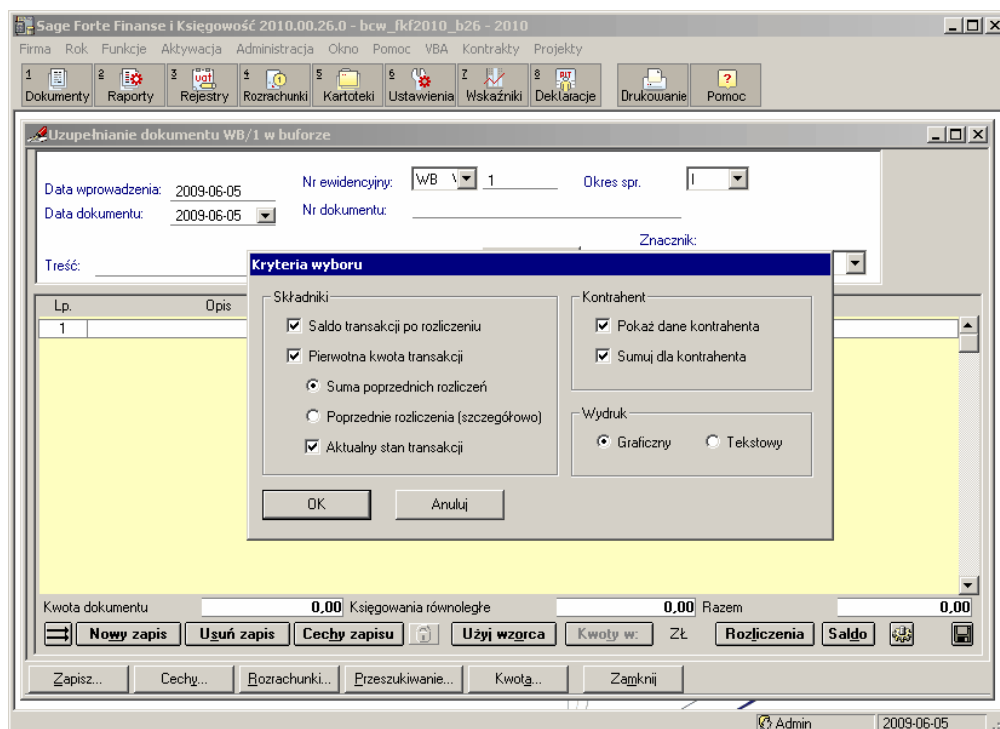 Sage Forte Finanse i Księgowość 2010.00.26.0 - bcw_fkf2010_b26 - 2010
Firma Rok Funkcje Aktywacja Administracja Okno Pomoc VBA Kontrakty Projekty
1 2 3 vat 4 5 6 7 8 PLT ?
Dokumenty Raporty Rejestry Rozrachunki Kartoteki Ustawienia Wskaźniki Deklaracje Drukowanie Pomoc
Uzupełnianie dokumentu WB/1 w buforze
Data wprowadzenia: 2009-06-05 Nr ewidencyjny: WB 1 Okres spr. I
Data dokumentu: 2009-06-05 Nr dokumentu:
Znacznik:
Treść:
Kryteria wyboru
Składniki
Saldo transakcji po rozliczeniu
Pierwotna kwota transakcji
Suma poprzednich rozliczeń
Poprzednie rozliczenia (szczegółowo)
Aktualny stan transakcji
Kontrahent
Pokaż dane kontrahenta
Sumuj dla kontrahenta
Wydruk
Graficzny Tekstowy
OK Anuluj
Lp. Opis
1
Kwota dokumentu 0,00 Księgowania równoległe 0,00 Razem 0,00
Nowy zapis Usuń zapis Cechy zapisu Użyj wzorca Kwoty w: ZŁ Rozliczenia Saldo
Zapisz... Cechy... Rozrachunki... Przeszukiwanie... Kwota... Zamknij
Admin 2009-06-05